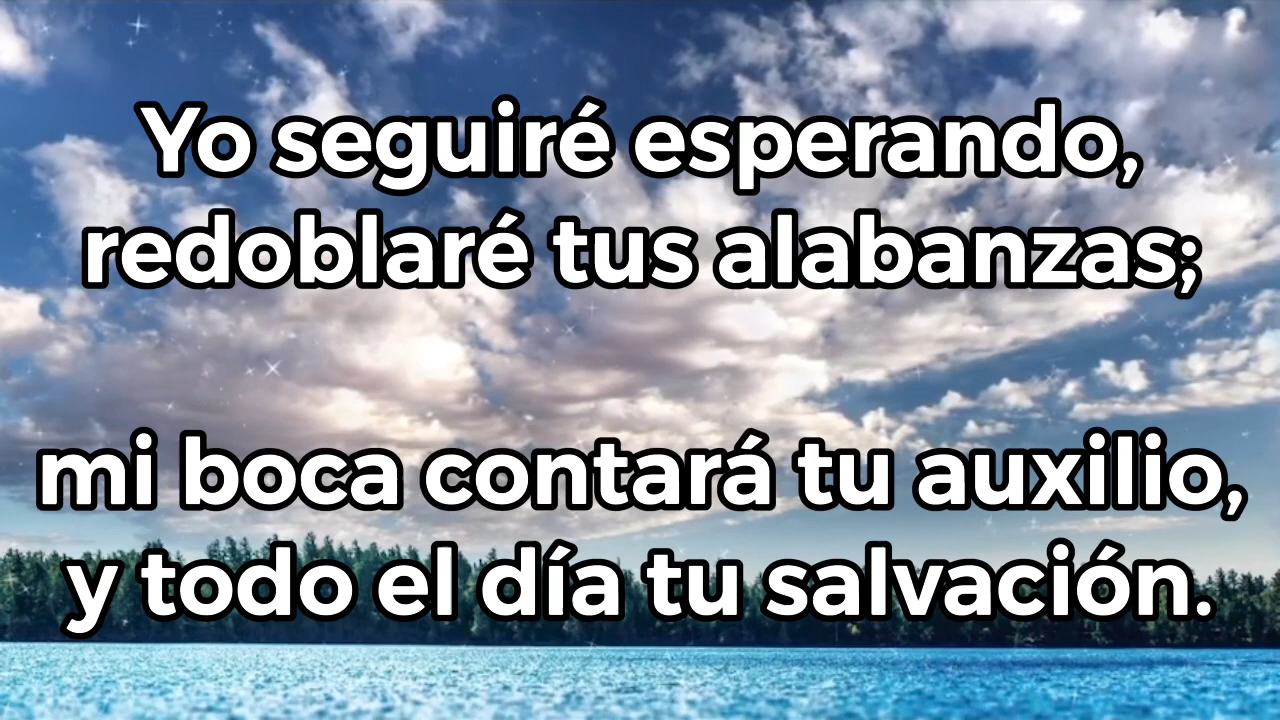 Yo seguiré esperando,
redoblaré tus alabanzas;
mi boca contará tu auxilio,
y todo el día tu salvación.